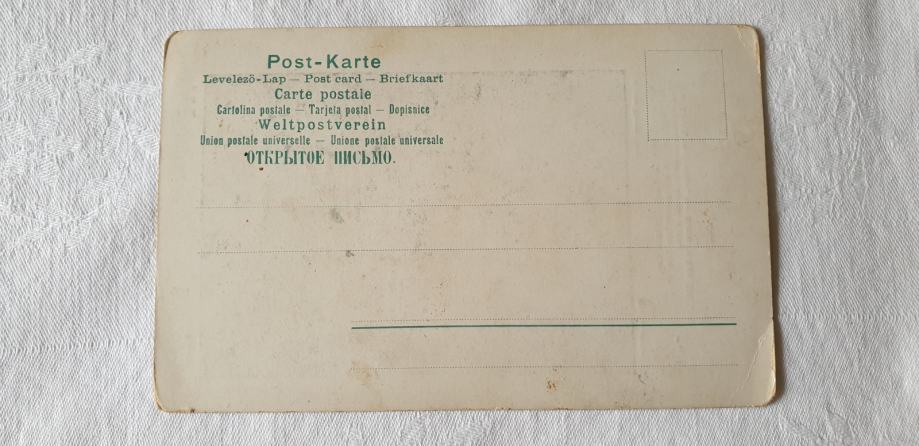 Post-Karte
Levelezö-Lap — Post card — Briefkaart
Carte postale
Cartolina postale — Tarjeta postal — Dopisnice
Weltpostverein
Union postale universelle — Unione postale universale
ОТКРЫТОЕ ПИСЬМО.